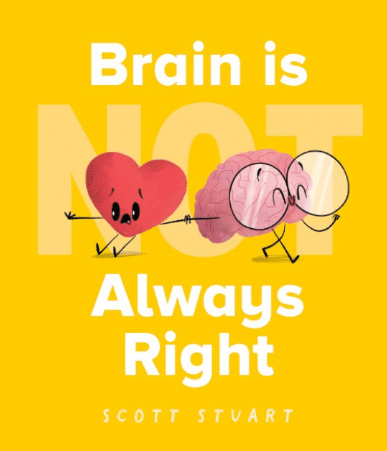 Brain is
NOT
Always
Right
SCOTT STUART